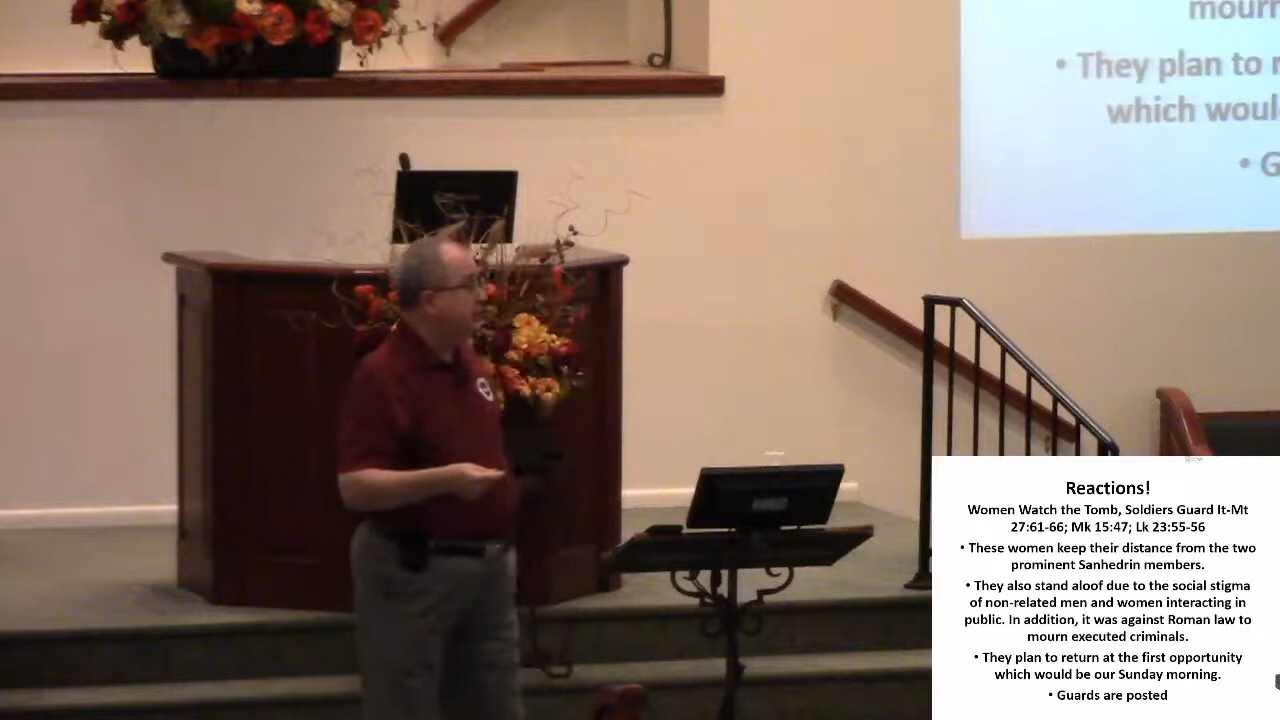 mourn
• They plan to
which woul
• G
Reactions!
Women Watch the Tomb, Soldiers Guard It-Mt
27:61-66; Mk 15:47; Lk 23:55-56
• These women keep their distance from the two
prominent Sanhedrin members.
• They also stand aloof due to the social stigma
of non-related men and women interacting in
public. In addition, it was against Roman law to
mourn executed criminals.
• They plan to return at the first opportunity
which would be our Sunday morning.
• Guards are posted